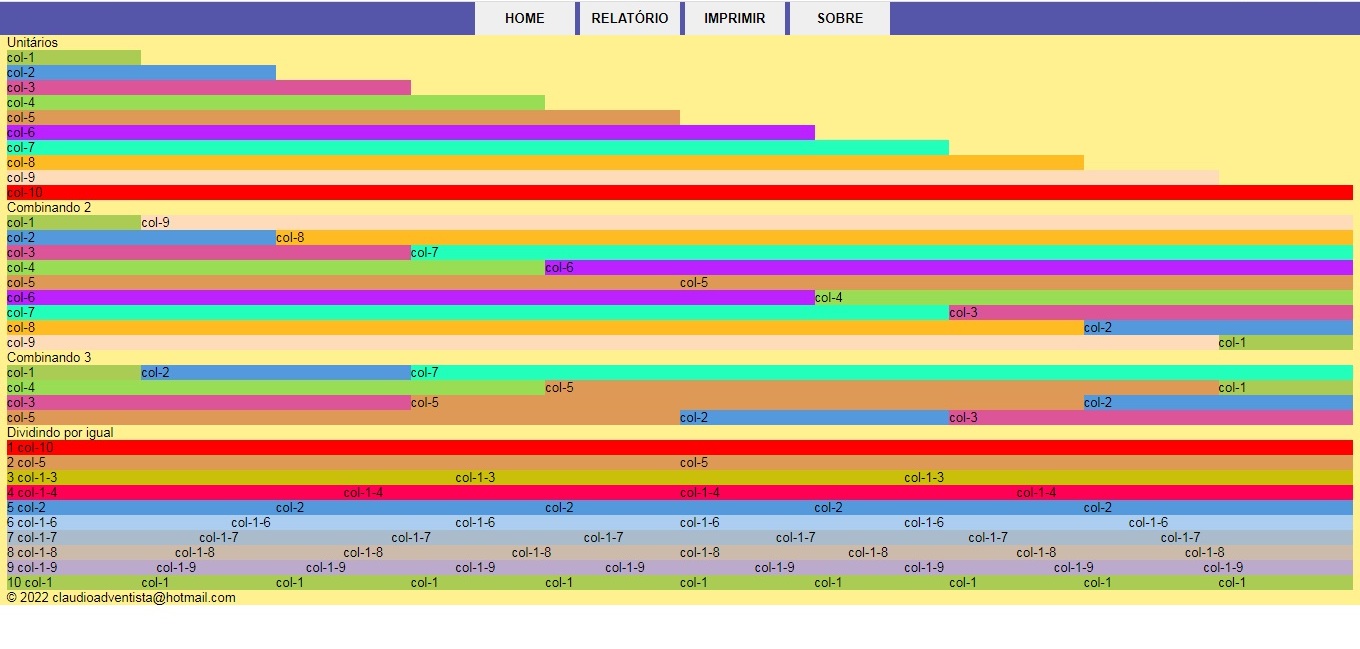 HOME RELATÓRIO IMPRIMIR SOBRE
Unitários
col-1
col-2
col-3
col-4
col-5
col-6
col-7
col-8
col-9
col-10
Combinando 2
col-1 col-9
col-2 col-8
col-3 col-7
col-4 col-6
col-5 col-5
col-6 col-4
col-7 col-3
col-8 col-2
col-9 col-1
Combinando 3
col-1 col-2 col-7
col-4 col-5 col-1
col-3 col-5 col-2
col-5 col-2 col-3
Dividindo por igual
1 col-10
2 col-5 col-5
3 col-1-3 col-1-3 col-1-3
4 col-1-4 col-1-4 col-1-4 col-1-4
5 col-2 col-2 col-2 col-2 col-2
6 col-1-6 col-1-6 col-1-6 col-1-6 col-1-6 col-1-6
7 col-1-7 col-1-7 col-1-7 col-1-7 col-1-7 col-1-7 col-1-7
8 col-1-8 col-1-8 col-1-8 col-1-8 col-1-8 col-1-8 col-1-8 col-1-8
9 col-1-9 col-1-9 col-1-9 col-1-9 col-1-9 col-1-9 col-1-9 col-1-9 col-1-9
10 col-1 col-1 col-1 col-1 col-1 col-1 col-1 col-1 col-1 col-1
© 2022 claudioadventista@hotmail.com